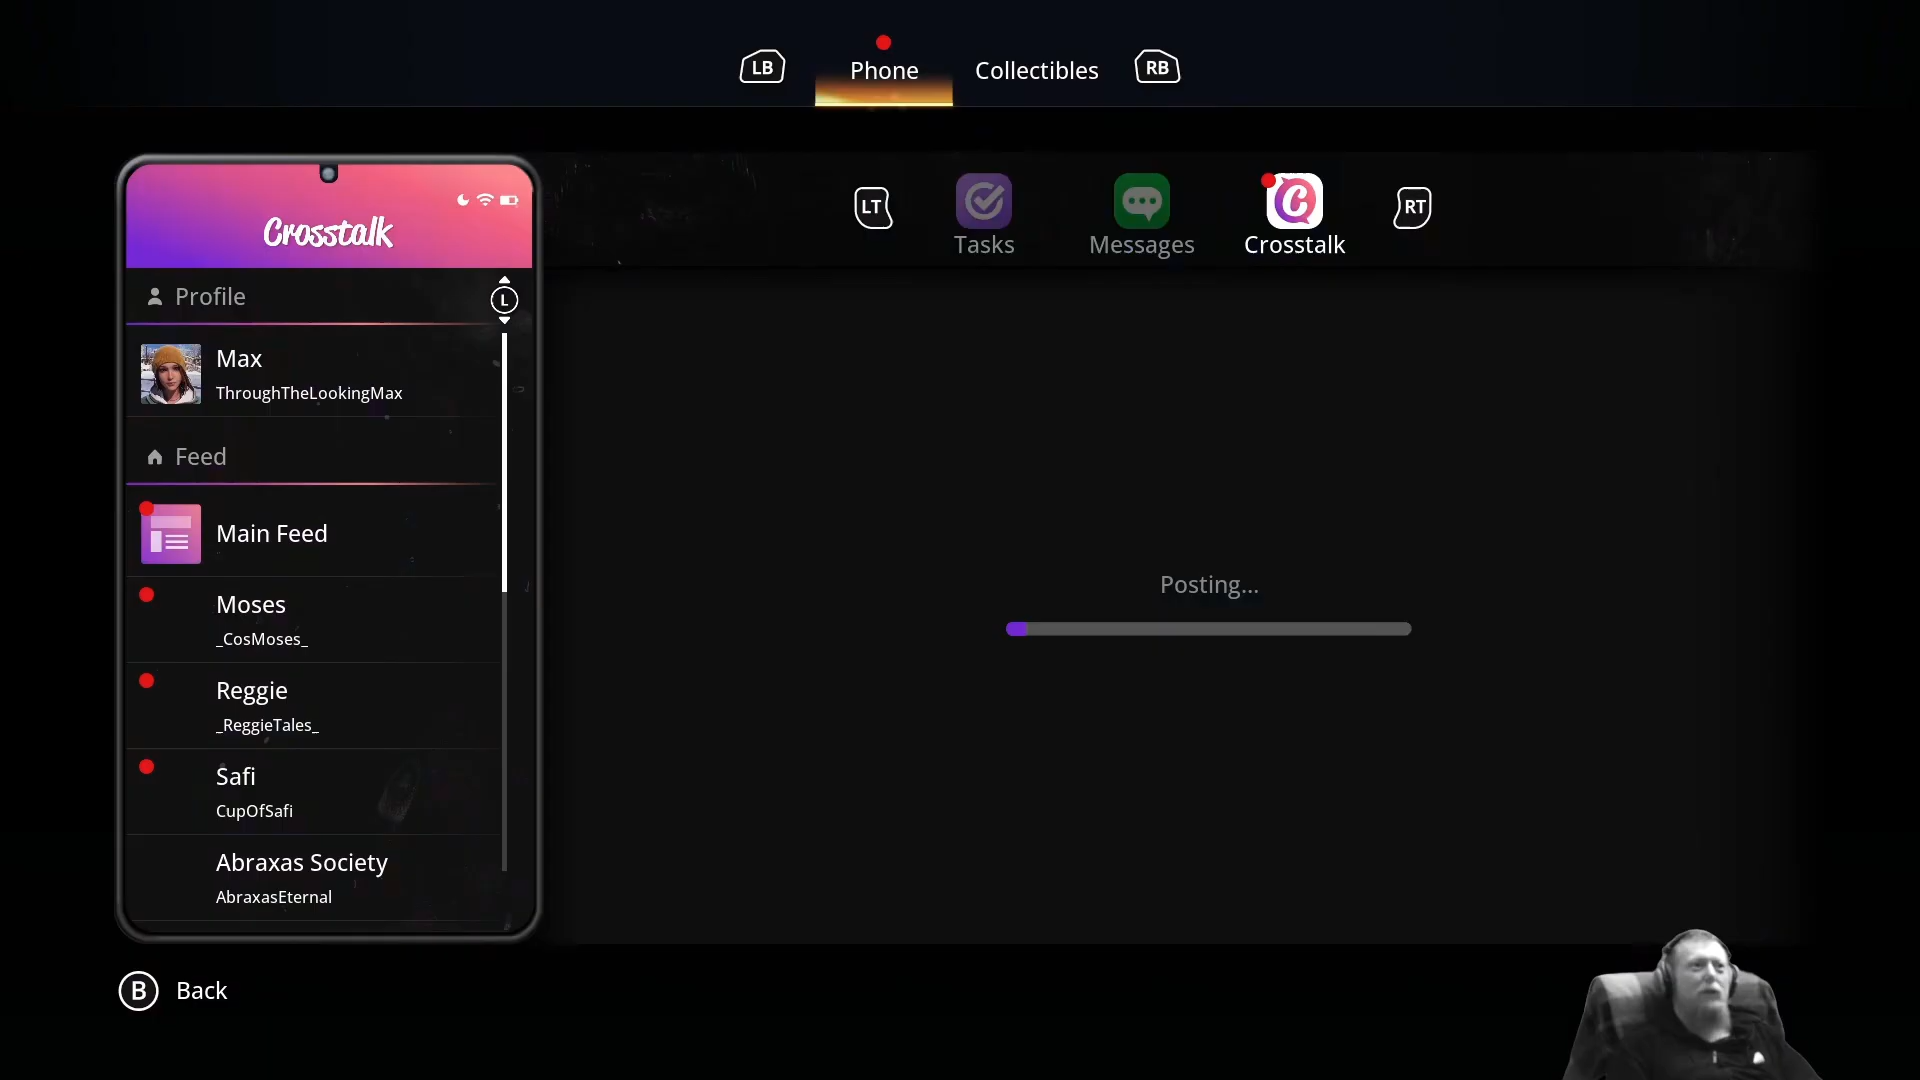 LB
Phone
Collectibles
RB
Crosstalk
LT
Tasks
Messages
C
Crosstalk
RT
Profile
L
Max
ThroughTheLookingMax
Feed
Main Feed
Moses
_CosMoses_
Reggie
_ReggieTales_
Safi
CupOfSafi
Abraxas Society
AbraxasEternal
Posting...
B
Back